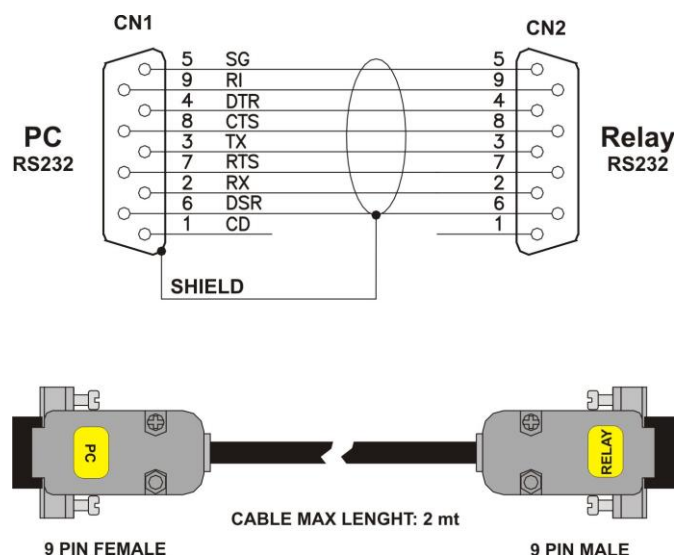 CN1
CN2
PC
RS232
Relay
RS232
5 SG 5
9 RI 9
4 DTR 4
8 CTS 8
3 TX 3
7 RTS 7
2 RX 2
6 DSR 6
1 CD 1
SHIELD
PC
RELAY
CABLE MAX LENGHT: 2 mt
9 PIN FEMALE
9 PIN MALE